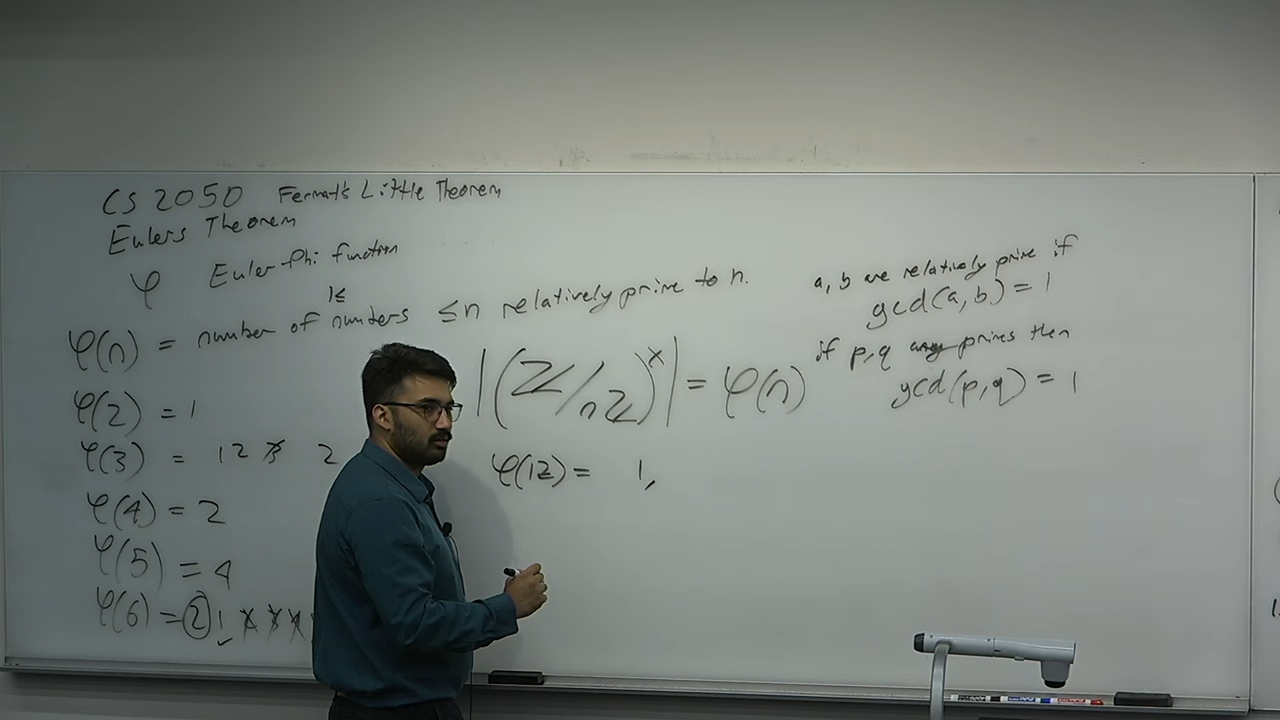 CS 2050 Fermat's Little Theorem
Eulers Theorem
φ Euler Phi function
1≤
φ(n) = number of numbers ≤n relatively prime to n.
φ(2) = 1
φ(3) = 1 2 3 2
φ(4) = 2
φ(5) = 4
φ(6) = 2 1
|(ℤ/nℤ)^x| = φ(n)
φ(12) = 1,
a, b are relatively prime if
gcd(a, b) = 1
if p, q any primes then
gcd(p, q) = 1